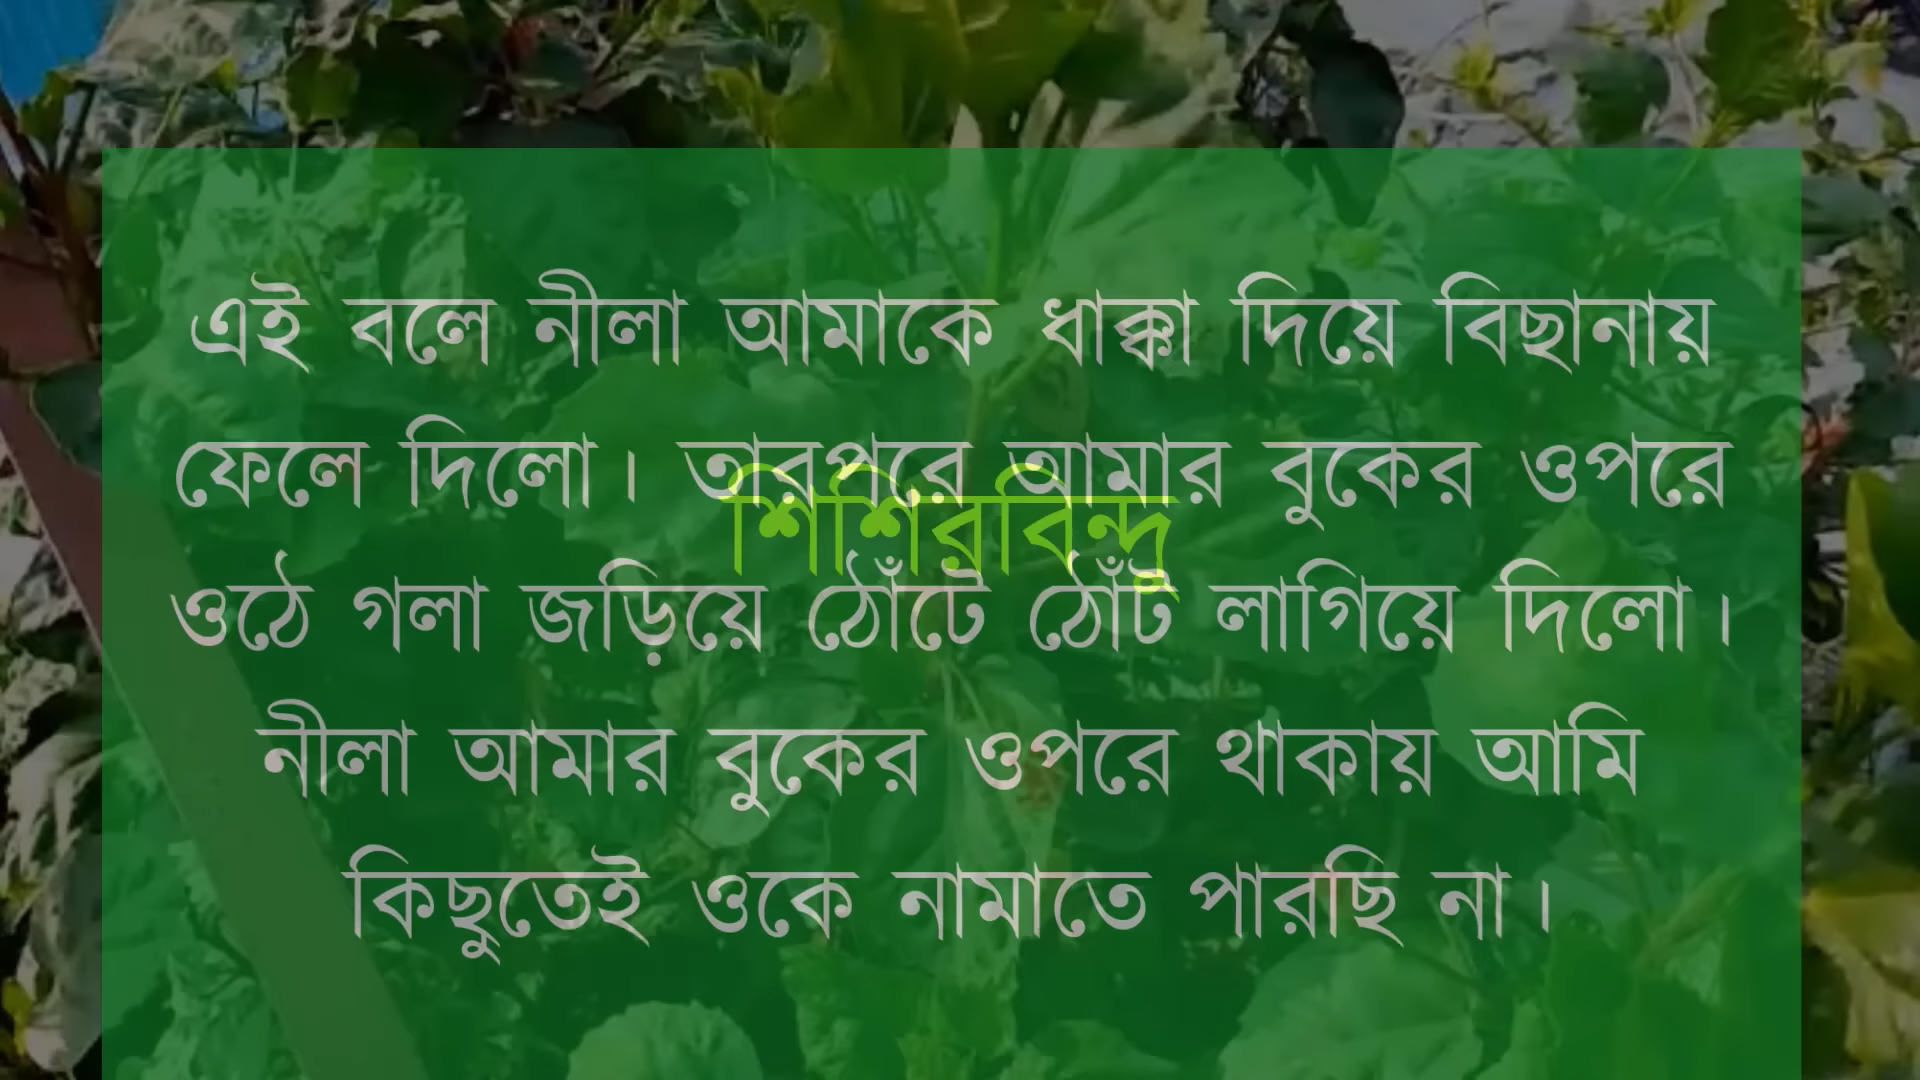 এই বলে নীলা আমাকে ধাক্কা দিয়ে বিছানায়
ফেলে দিলো। তারপরে আমার বুকের ওপরে
শিশিরবিন্দু
ওঠে গলা জড়িয়ে ঠোঁটে ঠোঁট লাগিয়ে দিলো।
নীলা আমার বুকের ওপরে থাকায় আমি
কিছুতেই ওকে নামাতে পারছি না।